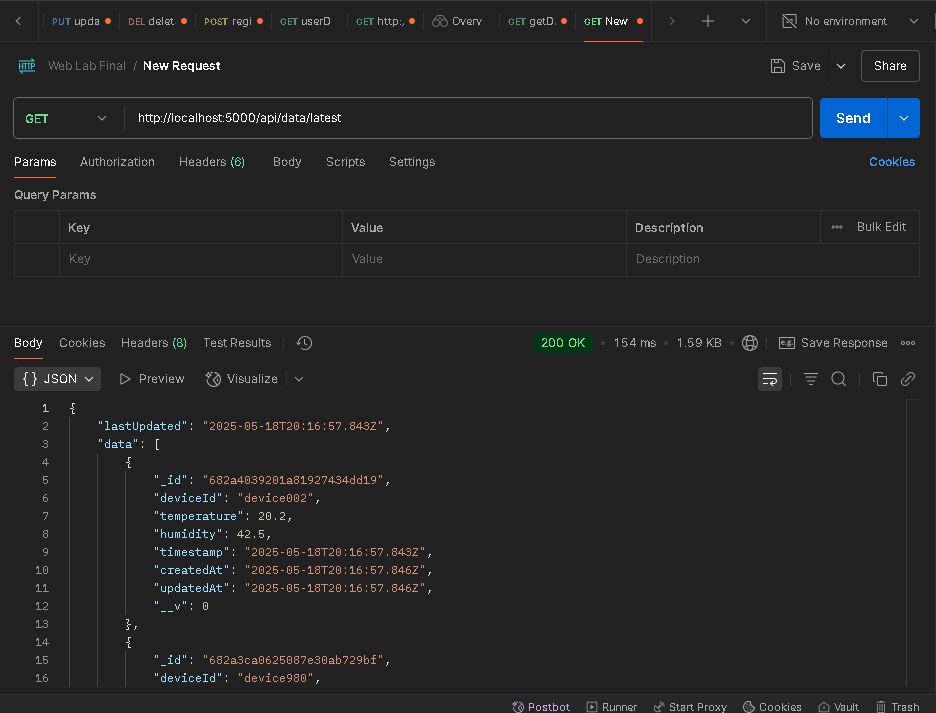 PUT upda DEL delet POST regi GET userD GET http:, Overv GET getD. GET New No environment
HTTP Web Lab Final / New Request Save Share
GET http://localhost:5000/api/data/latest Send
Params Authorization Headers (6) Body Scripts Settings Cookies
Query Params
Key Value Description ••• Bulk Edit
Key Value Description
Body Cookies Headers (8) Test Results 200 OK • 154 ms • 1.59 KB • e.g. Save Response •••
{} JSON Preview Visualize
1 {
2 "lastUpdated": "2025-05-18T20:16:57.843Z",
3 "data": [
4 {
5 "_id": "682a4039201a81927434dd19",
6 "deviceId": "device002",
7 "temperature": 20.2,
8 "humidity": 42.5,
9 "timestamp": "2025-05-18T20:16:57.843Z",
10 "createdAt": "2025-05-18T20:16:57.846Z",
11 "updatedAt": "2025-05-18T20:16:57.846Z",
12 "__v": 0
13 },
14 {
15 "_id": "682a3ca0625087e30ab729bf",
16 "deviceId": "device980",
Postbot Runner Start Proxy Cookies Vault Trash